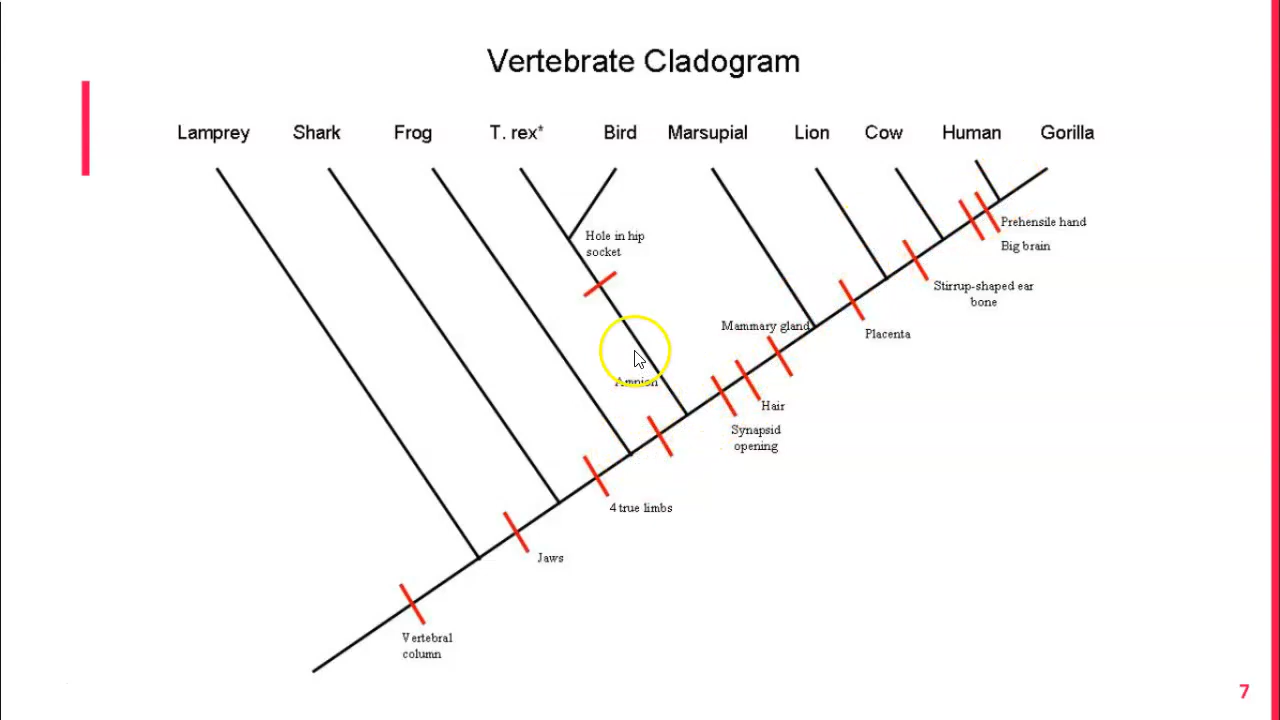 Vertebrate Cladogram
Lamprey Shark Frog T. rex* Bird Marsupial Lion Cow Human Gorilla
Hole in hip
socket
Prehensile hand
Big brain
Stirrup-shaped ear
bone
Mammary gland
Placenta
Amnion
Hair
Synapsid
opening
4 true limbs
Jaws
Vertebral
column
7